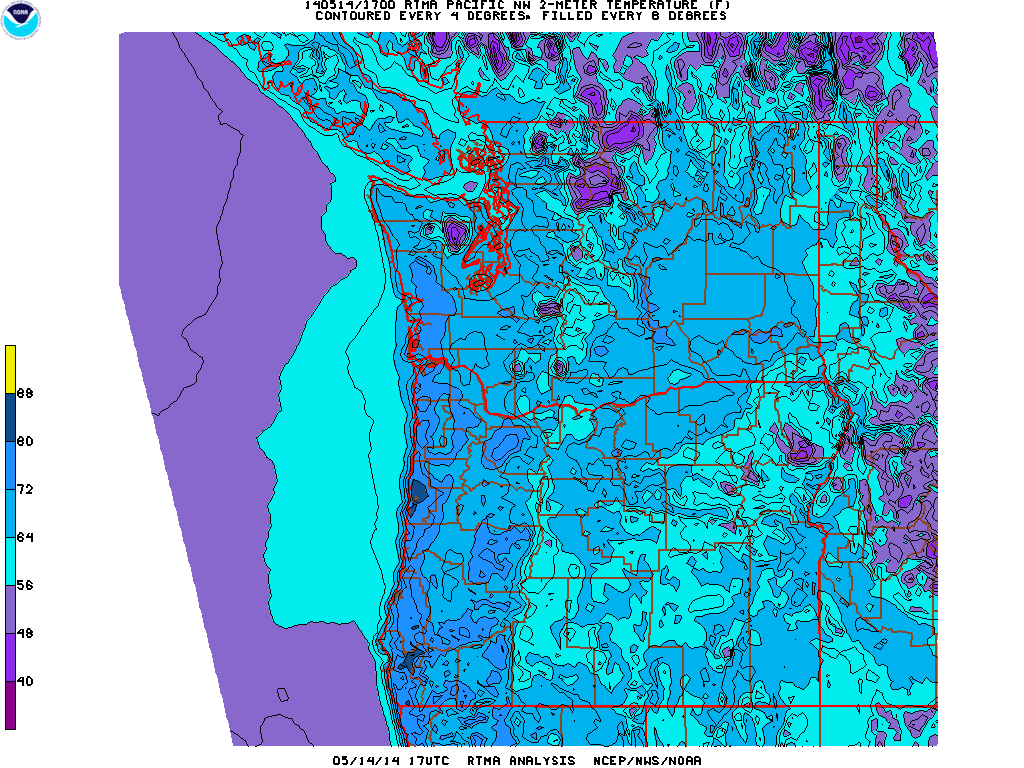 140514/1700 RTMA PACIFIC NW 2-METER TEMPERATURE (F)
CONTOURED EVERY 4 DEGREES, FILLED EVERY 8 DEGREES
NOAA
88
80
72
64
56
48
40
05/14/14 17UTC RTMA ANALYSIS NCEP/NWS/NOAA